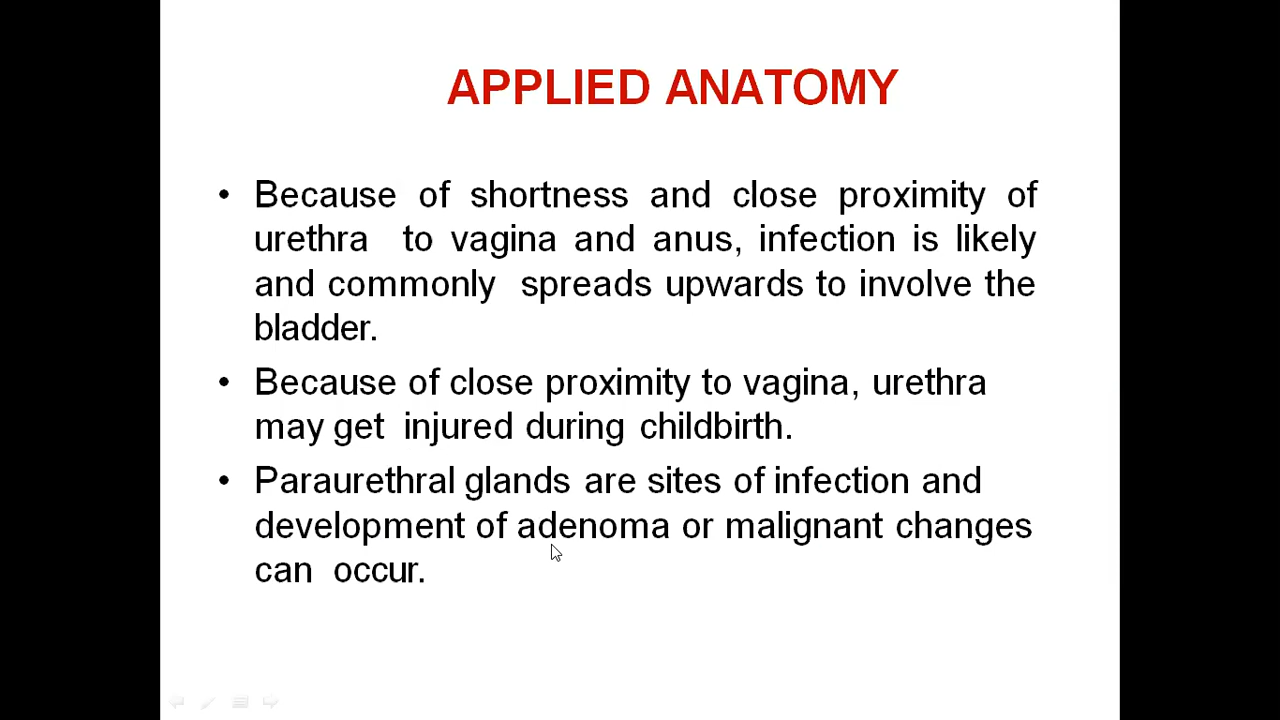 APPLIED ANATOMY
• Because of shortness and close proximity of
urethra to vagina and anus, infection is likely
and commonly spreads upwards to involve the
bladder.
• Because of close proximity to vagina, urethra
may get injured during childbirth.
• Paraurethral glands are sites of infection and
development of adenoma or malignant changes
can occur.